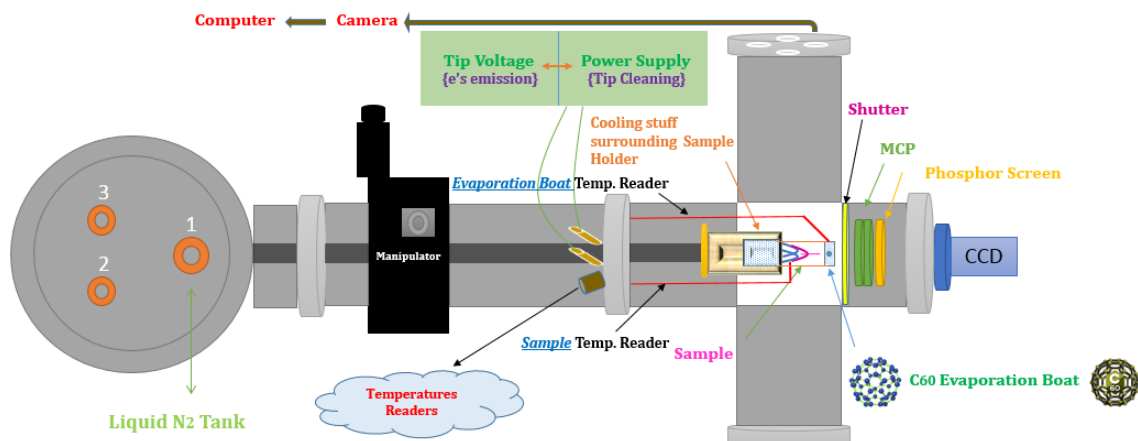 Computer
Camera
Tip Voltage
{e's emission}
Power Supply
{Tip Cleaning}
Shutter
Cooling stuff
surrounding Sample
Holder
MCP
Phosphor Screen
Evaporation Boat Temp. Reader
3
1
2
Manipulator
CCD
Sample Temp. Reader
Sample
C60 Evaporation Boat
C
60
Temperatures
Readers
Liquid N2 Tank